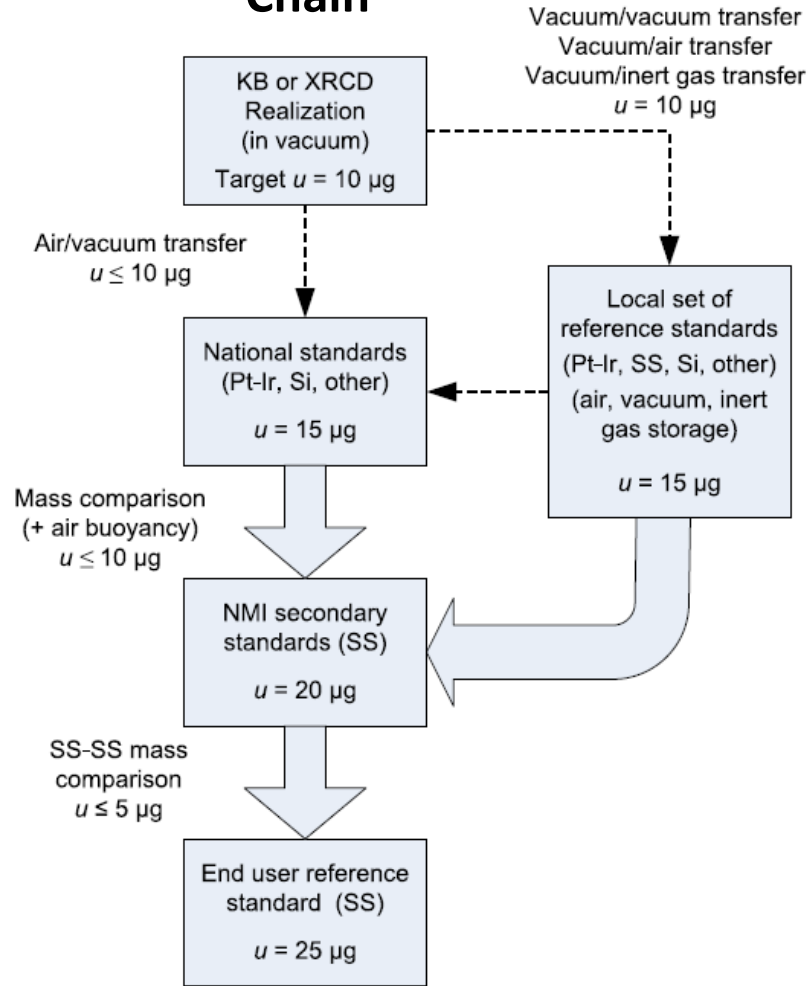 Chain
Vacuum/vacuum transfer
Vacuum/air transfer
Vacuum/inert gas transfer
u = 10 µg
KB or XRCD
Realization
(in vacuum)
Target u = 10 µg
Air/vacuum transfer
u ≤ 10 µg
National standards
(Pt-Ir, Si, other)
u = 15 µg
Local set of
reference standards
(Pt-Ir, SS, Si, other)
(air, vacuum, inert
gas storage)
u = 15 µg
Mass comparison
(+ air buoyancy)
u ≤ 10 µg
NMI secondary
standards (SS)
u = 20 µg
SS-SS mass
comparison
u ≤ 5 µg
End user reference
standard (SS)
u = 25 µg